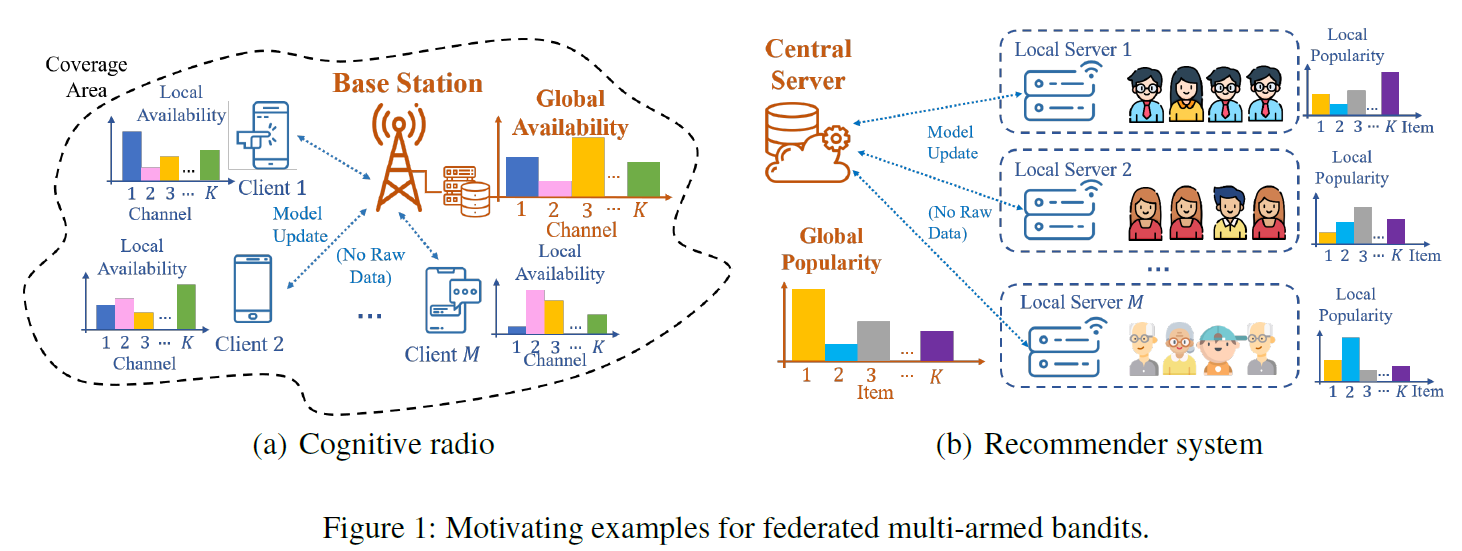 Coverage
Area
Local
Availability
1 2 3 ... K
Channel
Client 1
Base Station
Global
Availability
1 2 3 ... K
Channel
Model
Update
(No Raw
Data)
Local
Availability
1 2 3 ... K
Channel
Client 2
...
Client M
Local
Availability
1 2 3 ... K
Channel
(a) Cognitive radio
Central
Server
Model
Update
(No Raw
Data)
Global
Popularity
1 2 3 ... K
Item
Local Server 1
Local
Popularity
1 2 3 ... K Item
Local Server 2
Local
Popularity
1 2 3 ... K Item
...
Local Server M
Local
Popularity
1 2 3 ... K Item
(b) Recommender system
Figure 1: Motivating examples for federated multi-armed bandits.